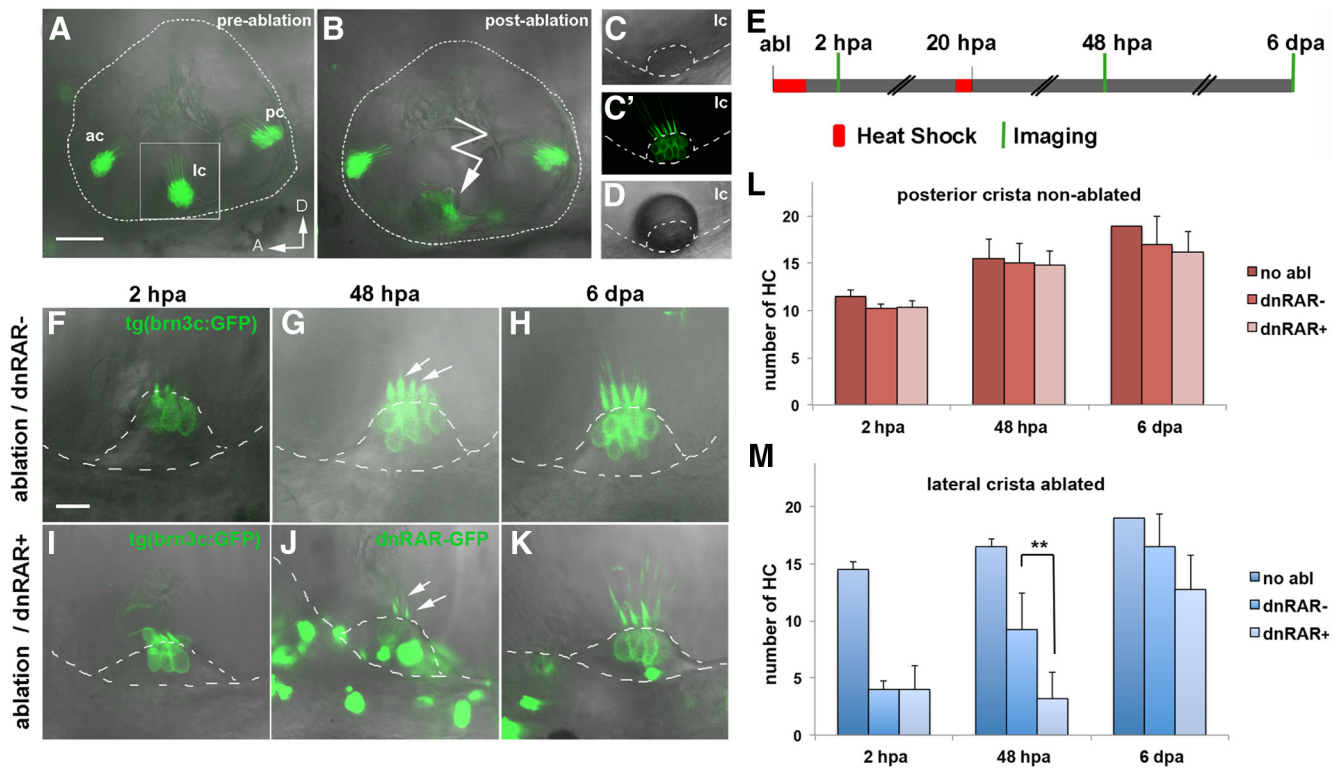 A
pre-ablation
ac
pc
lc
D
A
B
post-ablation
C
lc
C'
lc
D
lc
E
abl
2 hpa
20 hpa
48 hpa
6 dpa
Heat Shock
Imaging
2 hpa
48 hpa
6 dpa
ablation / dnRAR-
F
tg(brn3c:GFP)
G
H
ablation / dnRAR+
I
tg(brn3c:GFP)
J
dnRAR-GFP
K
L
posterior crista non-ablated
number of HC
20
15
10
5
0
2 hpa
48 hpa
6 dpa
no abl
dnRAR-
dnRAR+
M
lateral crista ablated
number of HC
20
15
10
5
0
**
2 hpa
48 hpa
6 dpa
no abl
dnRAR-
dnRAR+